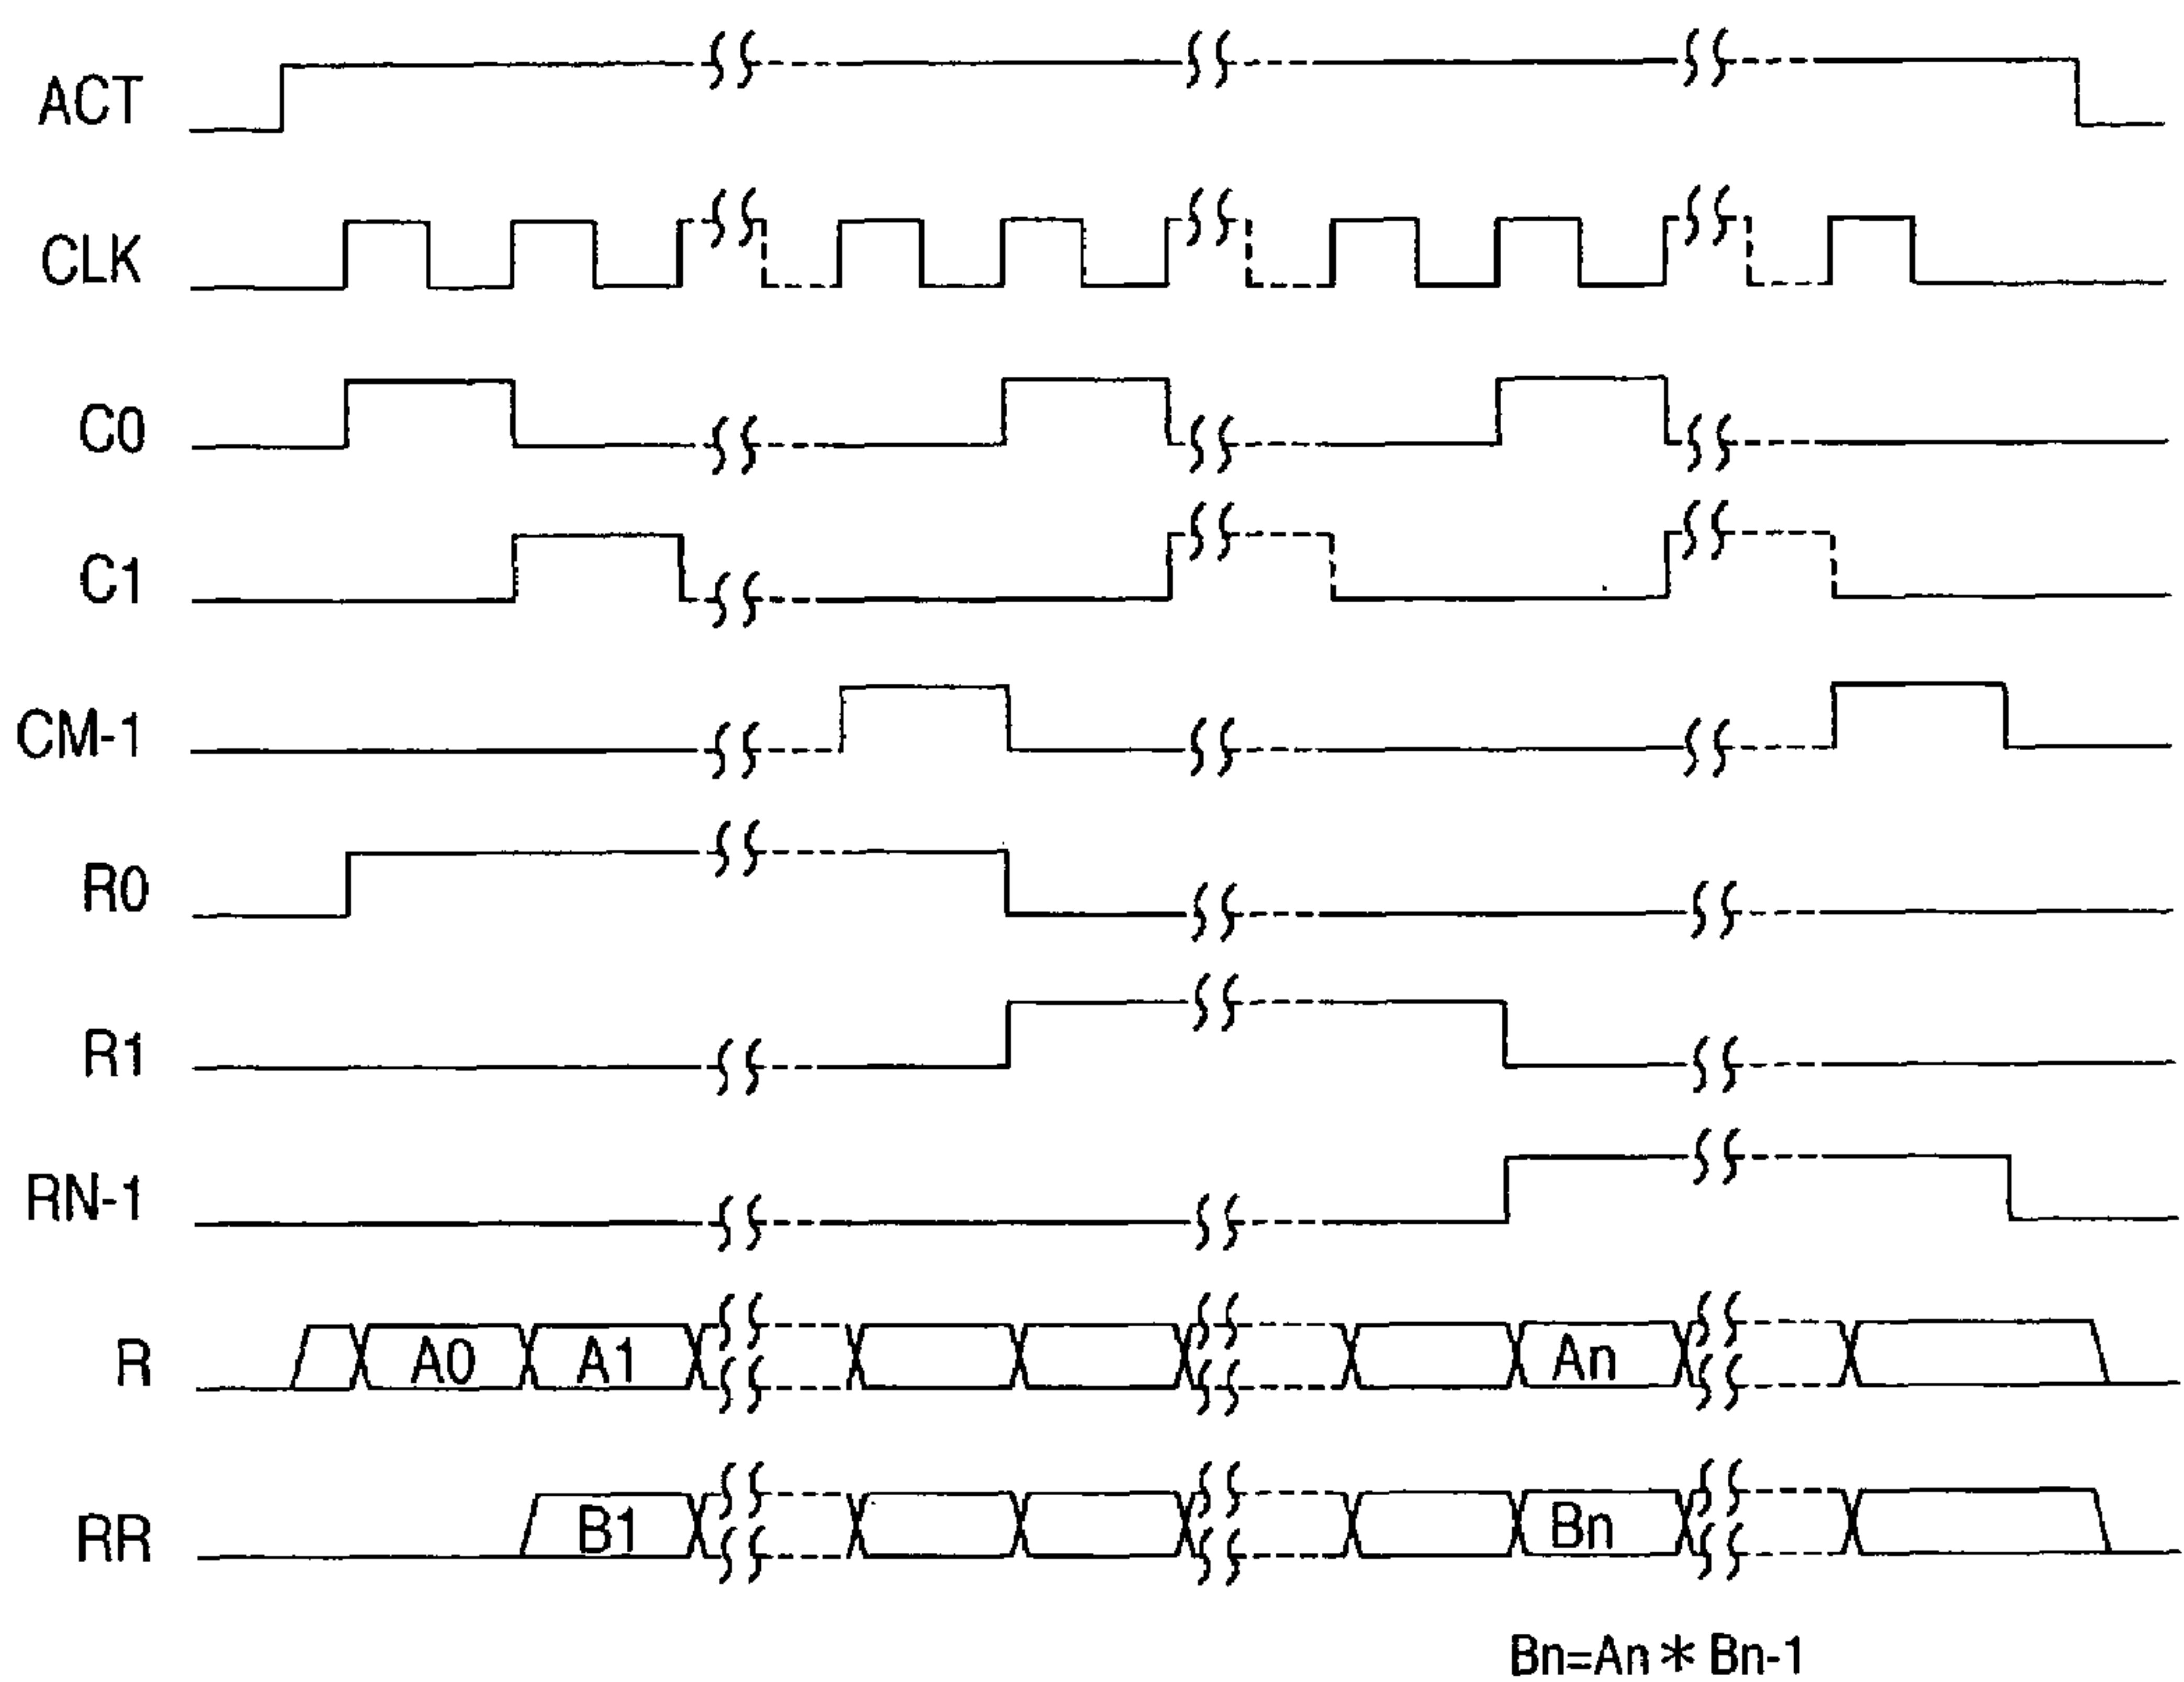 ACT
CLK
C0
C1
CM-1
R0
R1
RN-1
R A0 A1 An
RR B1 Bn
Bn=An * Bn-1